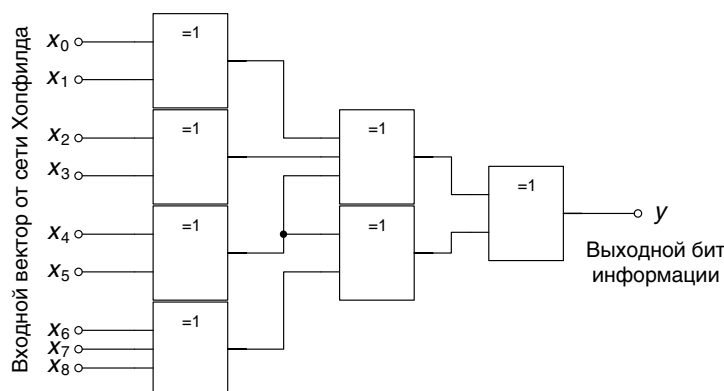 Входной вектор от сети Хопфилда
x0
x1
x2
x3
x4
x5
x6
x7
x8
=1
=1
=1
=1
=1
=1
=1
y
Выходной бит
информации